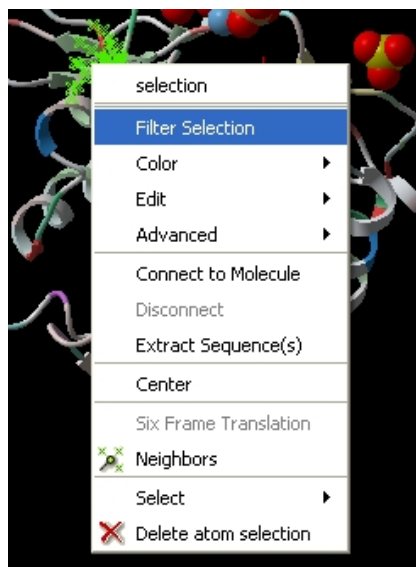 selection
Filter Selection
Color
Edit
Advanced
Connect to Molecule
Disconnect
Extract Sequence(s)
Center
Six Frame Translation
Neighbors
Select
Delete atom selection